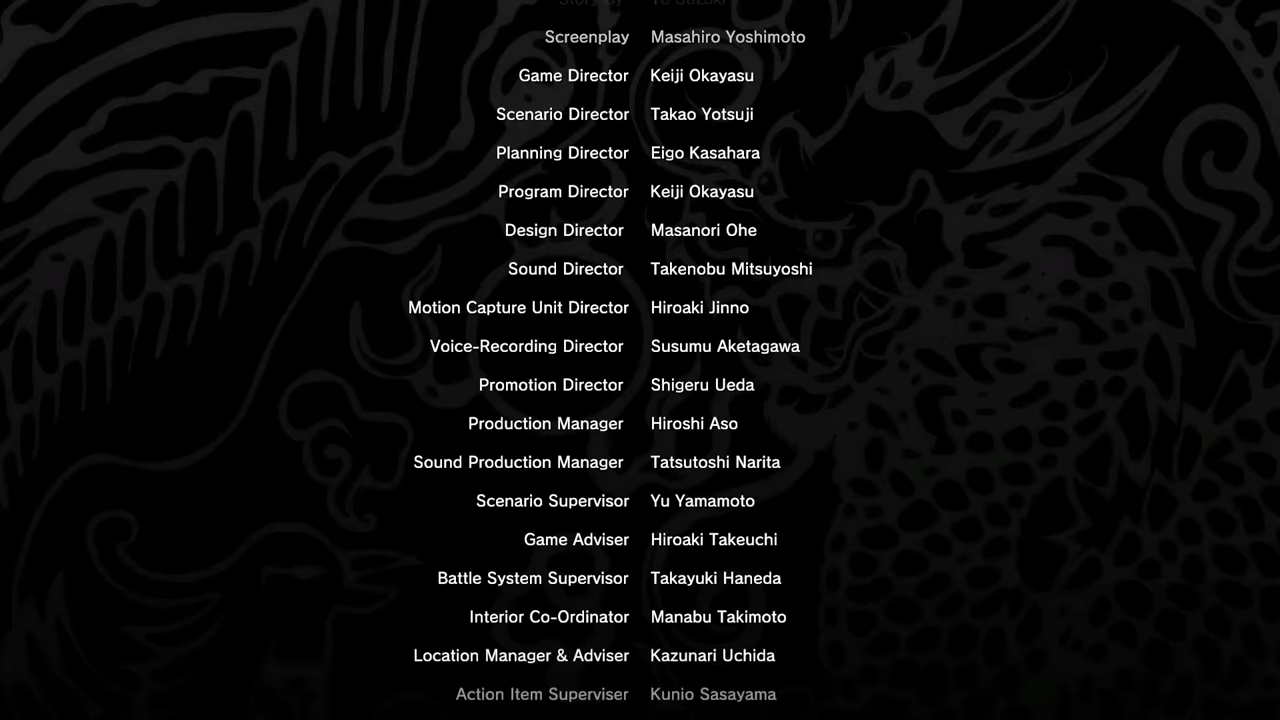 Story by Yu Suzuki
Screenplay Masahiro Yoshimoto
Game Director Keiji Okayasu
Scenario Director Takao Yotsuji
Planning Director Eigo Kasahara
Program Director Keiji Okayasu
Design Director Masanori Ohe
Sound Director Takenobu Mitsuyoshi
Motion Capture Unit Director Hiroaki Jinno
Voice-Recording Director Susumu Aketagawa
Promotion Director Shigeru Ueda
Production Manager Hiroshi Aso
Sound Production Manager Tatsutoshi Narita
Scenario Supervisor Yu Yamamoto
Game Adviser Hiroaki Takeuchi
Battle System Supervisor Takayuki Haneda
Interior Co-Ordinator Manabu Takimoto
Location Manager & Adviser Kazunari Uchida
Action Item Superviser Kunio Sasayama